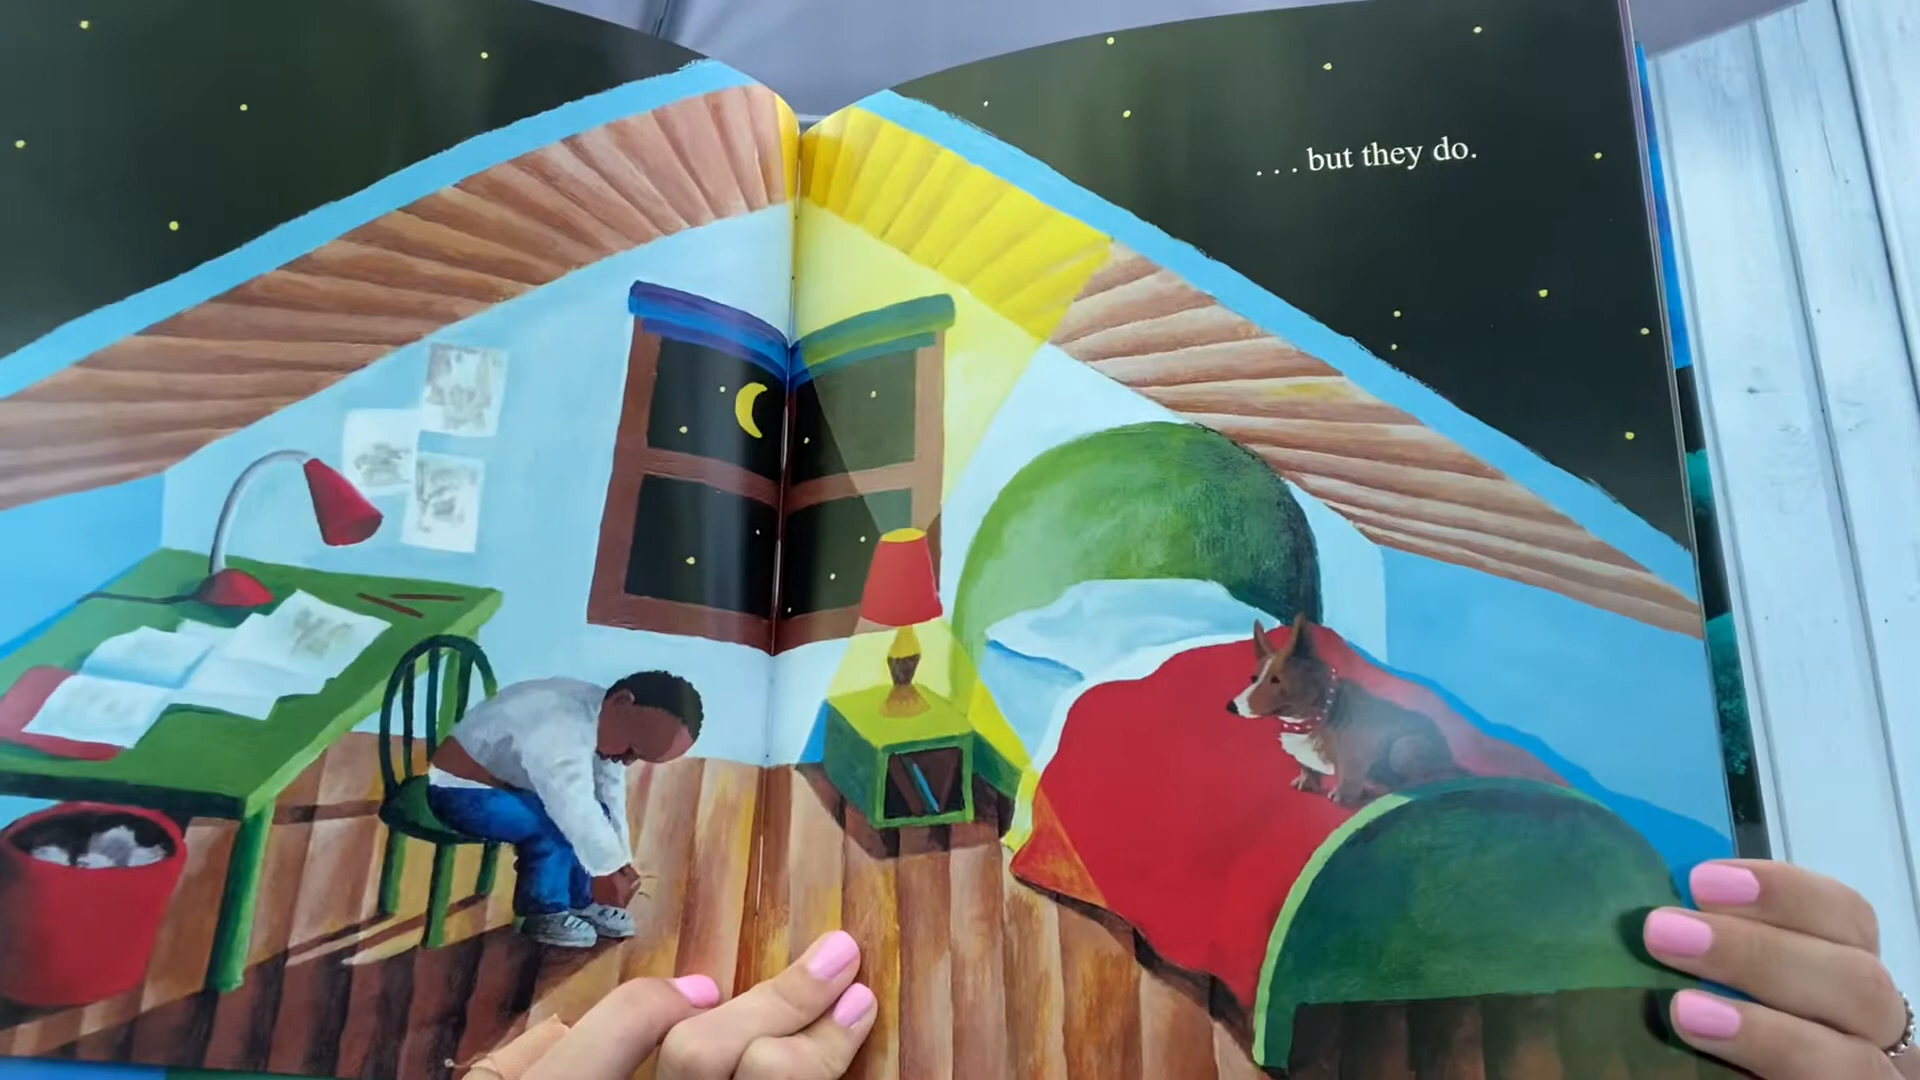 . . . but they do.